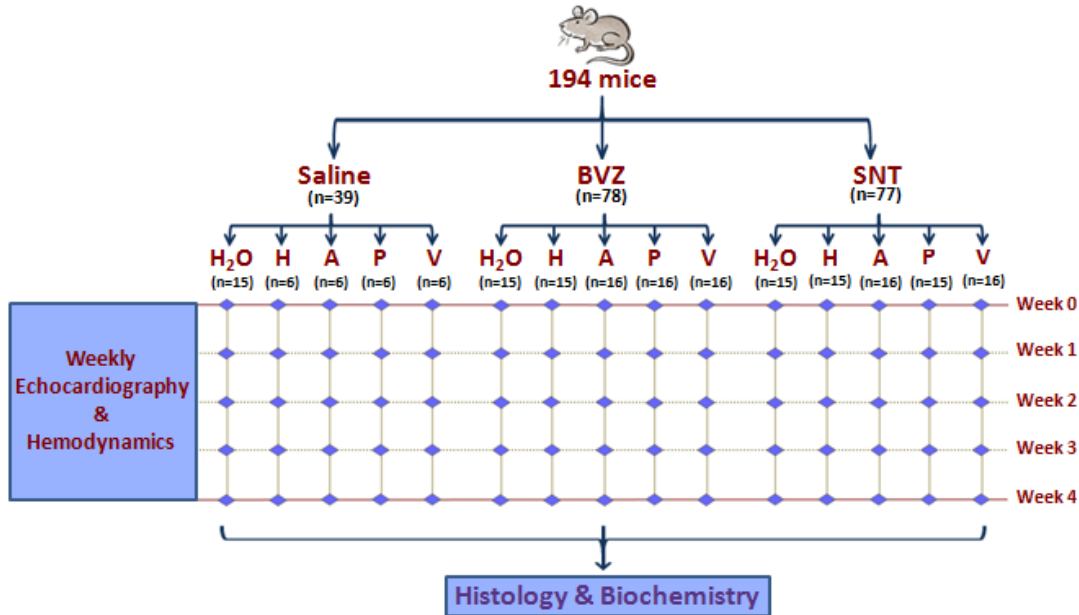 194 mice
Saline BVZ SNT
(n=39) (n=78) (n=77)
H₂O H A P V H₂O H A P V H₂O H A P V
(n=15) (n=6) (n=6) (n=6) (n=6) (n=15) (n=15) (n=16) (n=16) (n=16) (n=15) (n=15) (n=16) (n=15) (n=16)
Week 0
Week 1
Week 2
Week 3
Week 4
Weekly
Echocardiography
&
Hemodynamics
Histology & Biochemistry